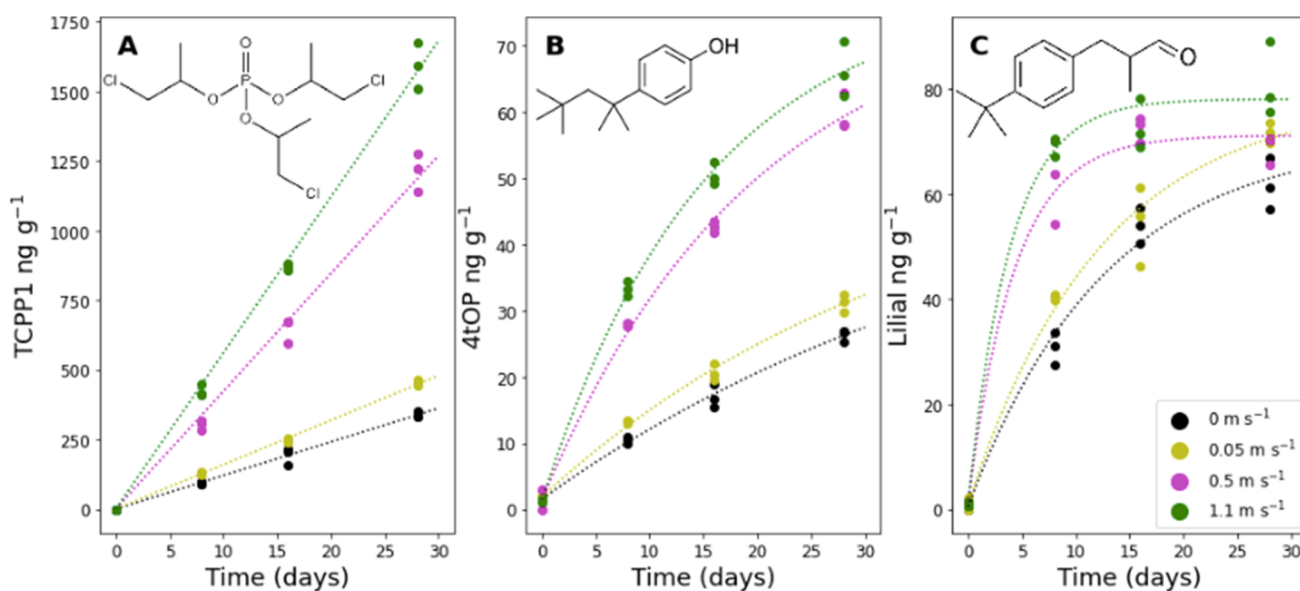 A
TCPP1 ng g⁻¹
1750
1500
1250
1000
750
500
250
0
Cl
O
P
O
O
O
Cl
Cl
0 5 10 15 20 25 30
Time (days)
B
4tOP ng g⁻¹
70
60
50
40
30
20
10
0
OH
0 5 10 15 20 25 30
Time (days)
C
Lilial ng g⁻¹
80
60
40
20
0
O
0 m s⁻¹
0.05 m s⁻¹
0.5 m s⁻¹
1.1 m s⁻¹
0 5 10 15 20 25 30
Time (days)